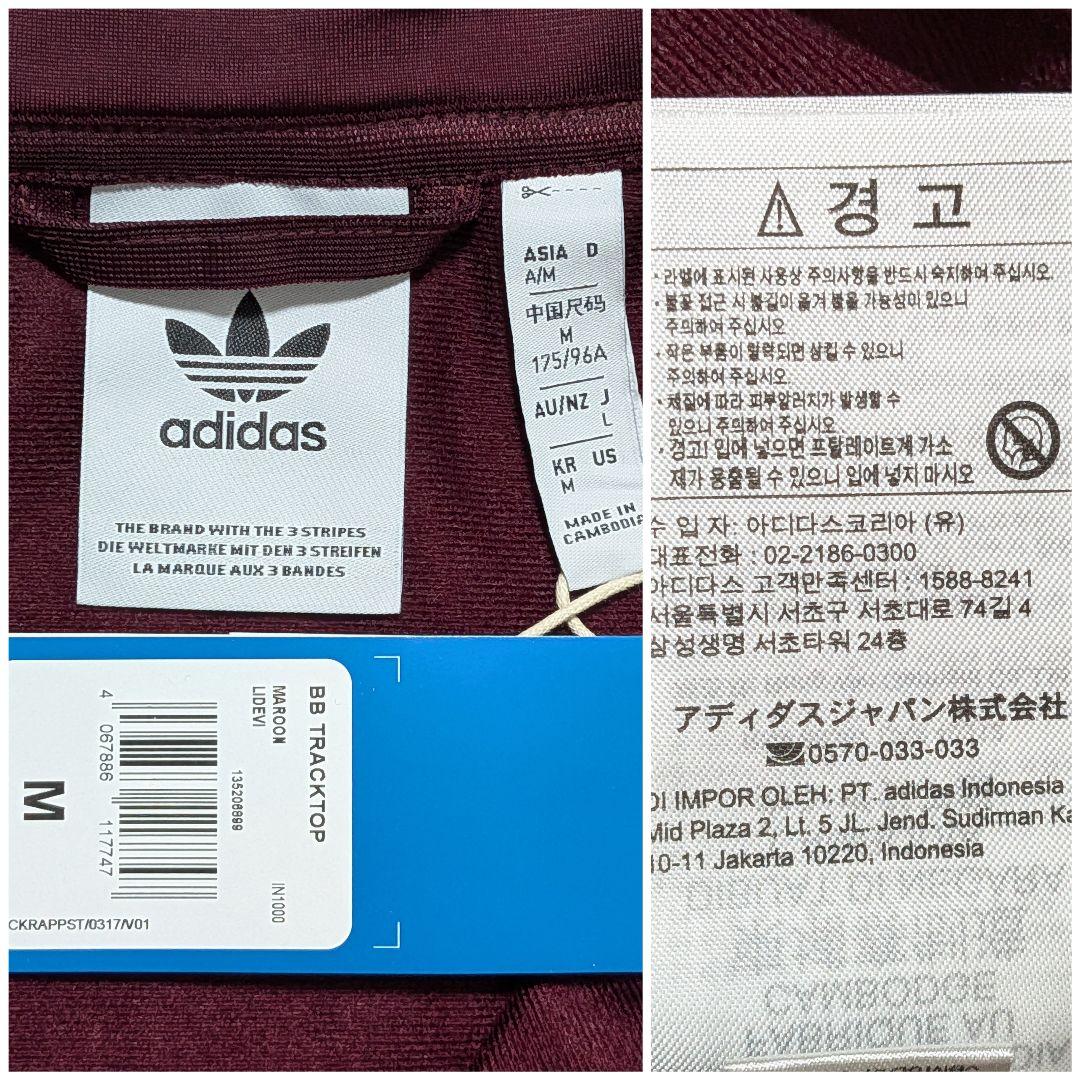 adidas
THE BRAND WITH THE 3 STRIPES
DIE WELTMARKE MIT DEN 3 STREIFEN
LA MARQUE AUX 3 BANDES
ASIA D
A/M
中国尺码
M
175/96A
AU/NZ J
L
KR US
M
MADE IN
CAMBODIA
BB TRACKTOP
MAROON
LIDEVI
135206899
IN1000
4 067886 117747
M
CKRAPPST/0317/V01
경고
· 라벨에 표시된 사용상 주의사항을 반드시 숙지하여 주십시오.
· 불꽃 접근 시 불길이 옮겨 붙을 가능성이 있으니
주의하여 주십시오
· 작은 부품이 탈락되면 삼킬 수 있으니
주의하여 주십시오.
· 체질에 따라 피부알러지가 발생할 수
있으니 주의하여 주십시오
· 경고! 입에 넣으면 프탈레이트계 가소
제가 용출될 수 있으니 입에 넣지 마시오
수 입 자: 아디다스코리아 (유)
대표전화 : 02-2186-0300
아디다스 고객만족센터 : 1588-8241
서울특별시 서초구 서초대로 74길 4
삼성생명 서초타워 24층
アディダスジャパン株式会社
0570-033-033
DI IMPOR OLEH: PT. adidas Indonesia
Mid Plaza 2, Lt. 5 JL. Jend. Sudirman Ka
10-11 Jakarta 10220, Indonesia
FABRIQUE AU
CAMBODGE